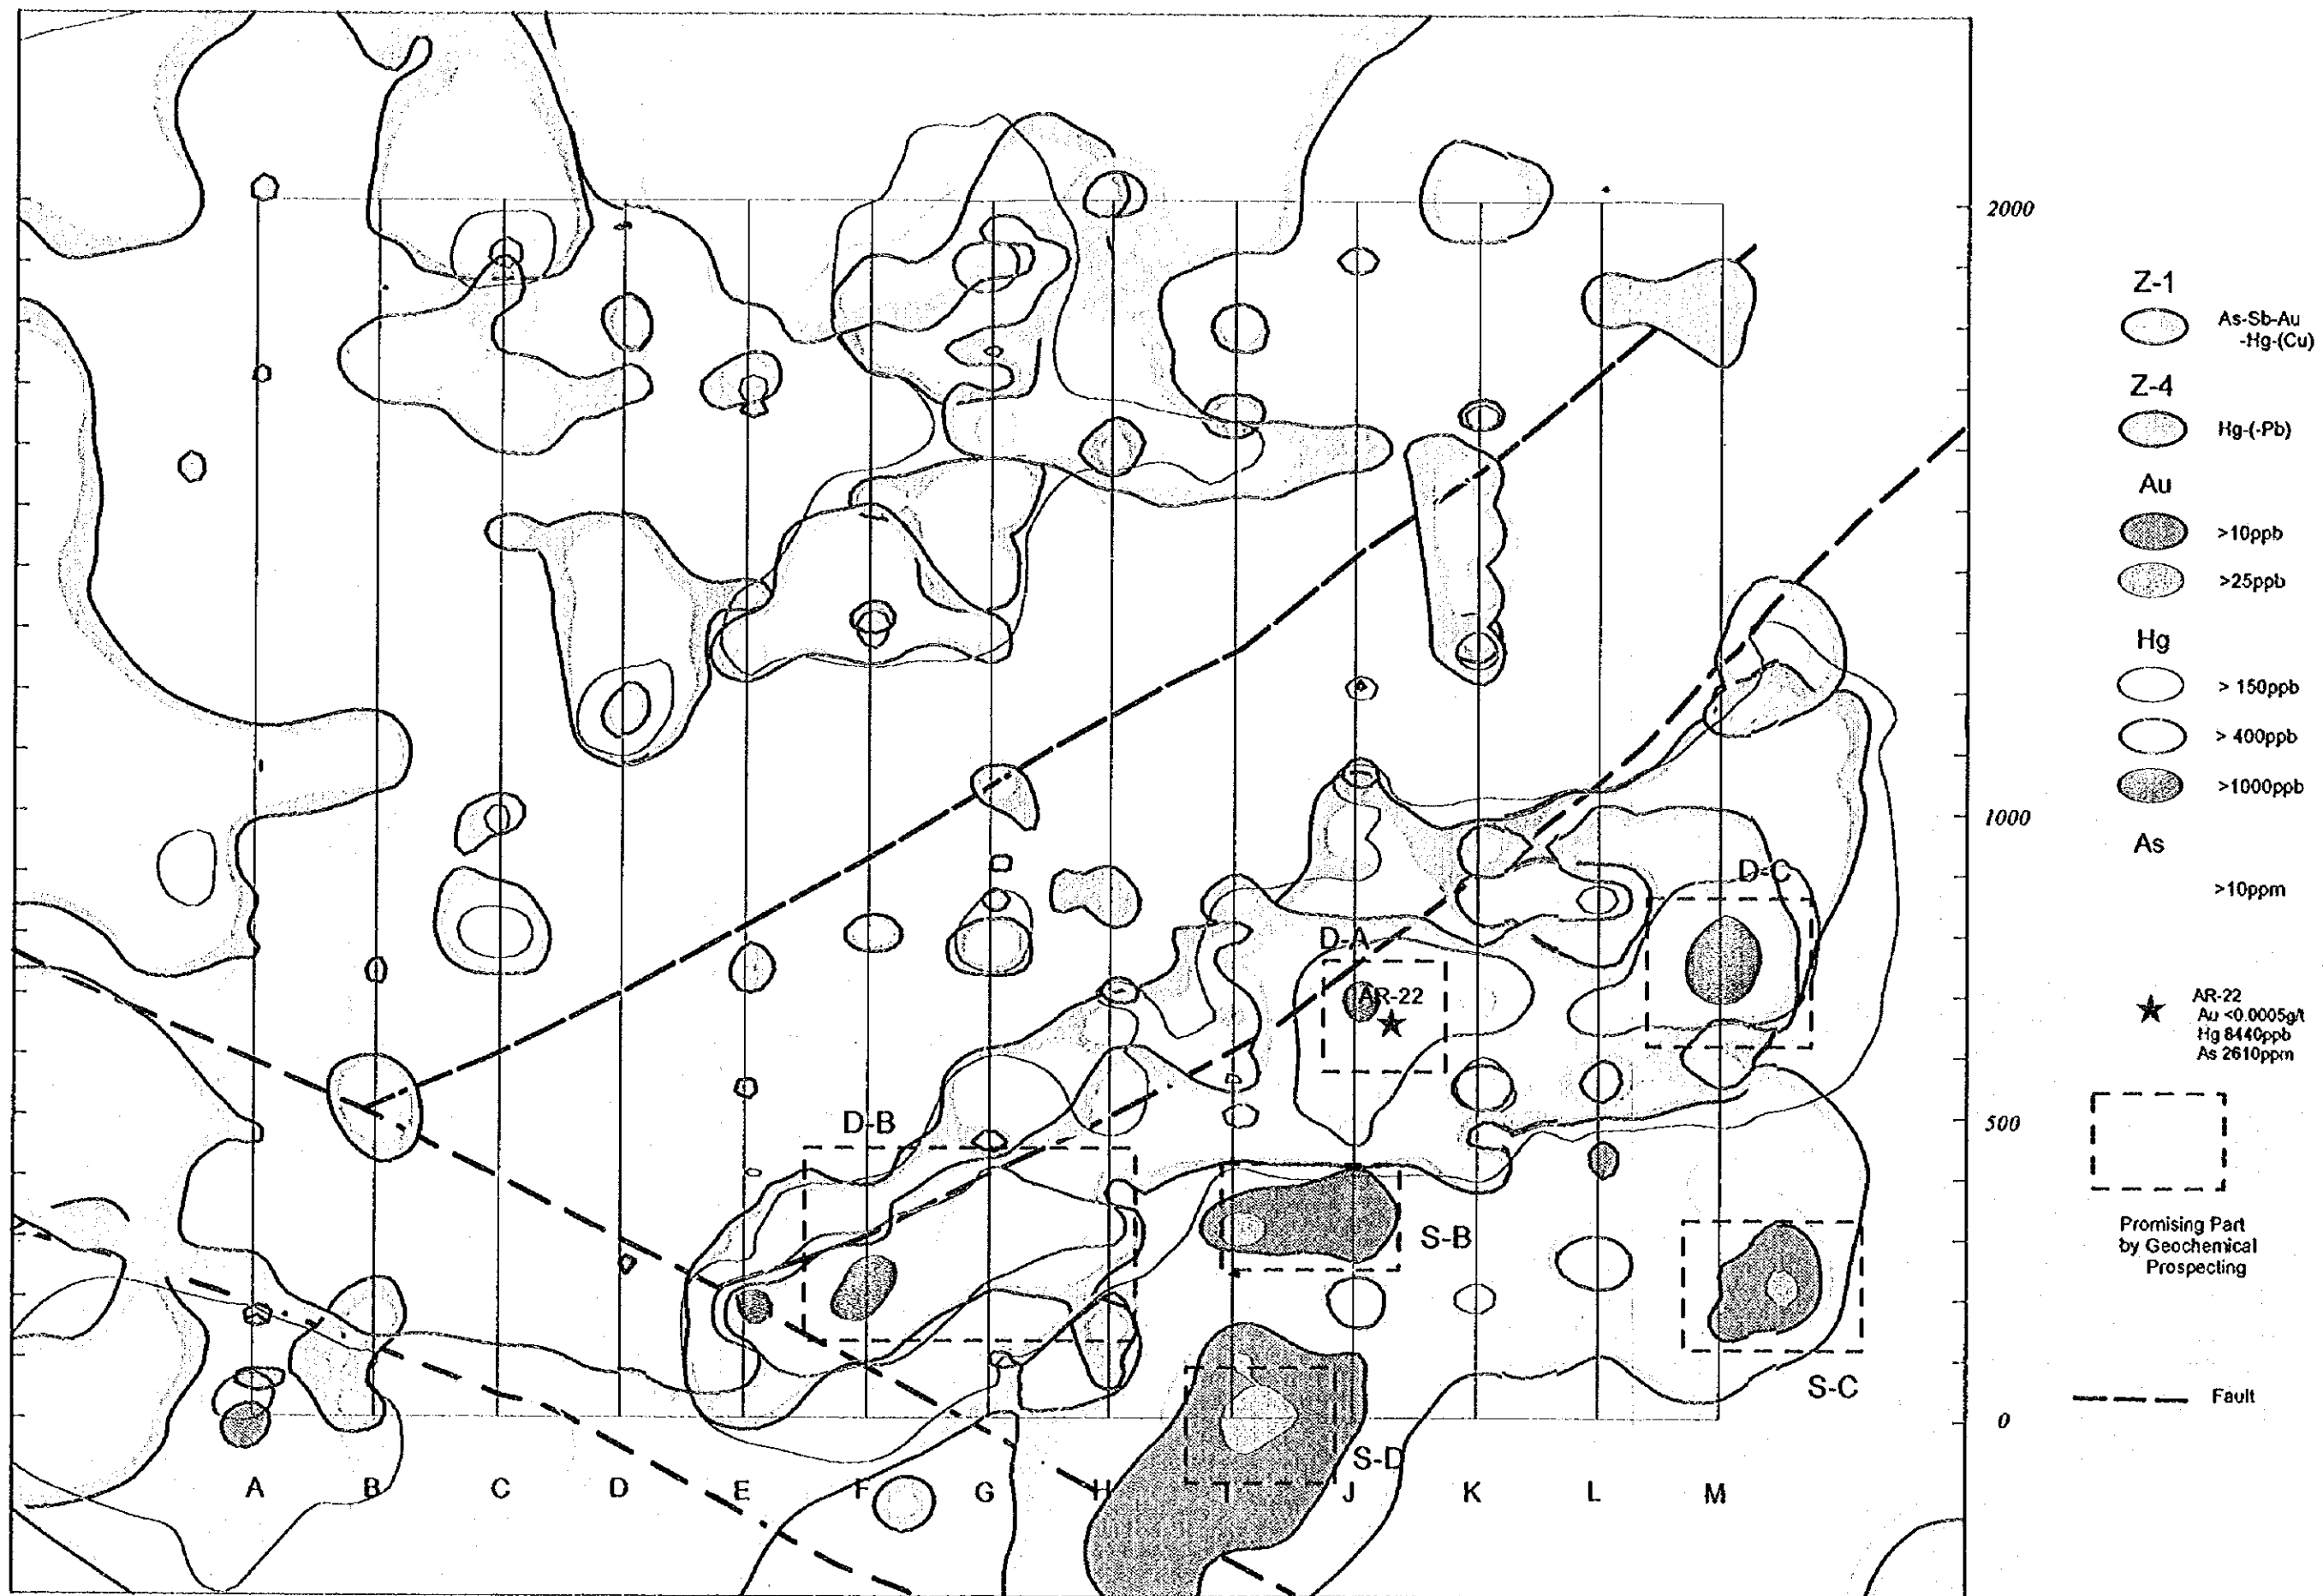 2000
1000
500
0
D-C
D-A
AR-22
D-B
S-B
S-C
S-D
A
B
C
D
E
F
G
H
I
J
K
L
M
Z-1
As-Sb-Au
-Hg-(Cu)
Z-4
Hg-(-Pb)
Au
>10ppb
>25ppb
Hg
> 150ppb
> 400ppb
>1000ppb
As
>10ppm
AR-22
Au <0.0005g/t
Hg 8440ppb
As 2610ppm
Promising Part
by Geochemical
Prospecting
Fault